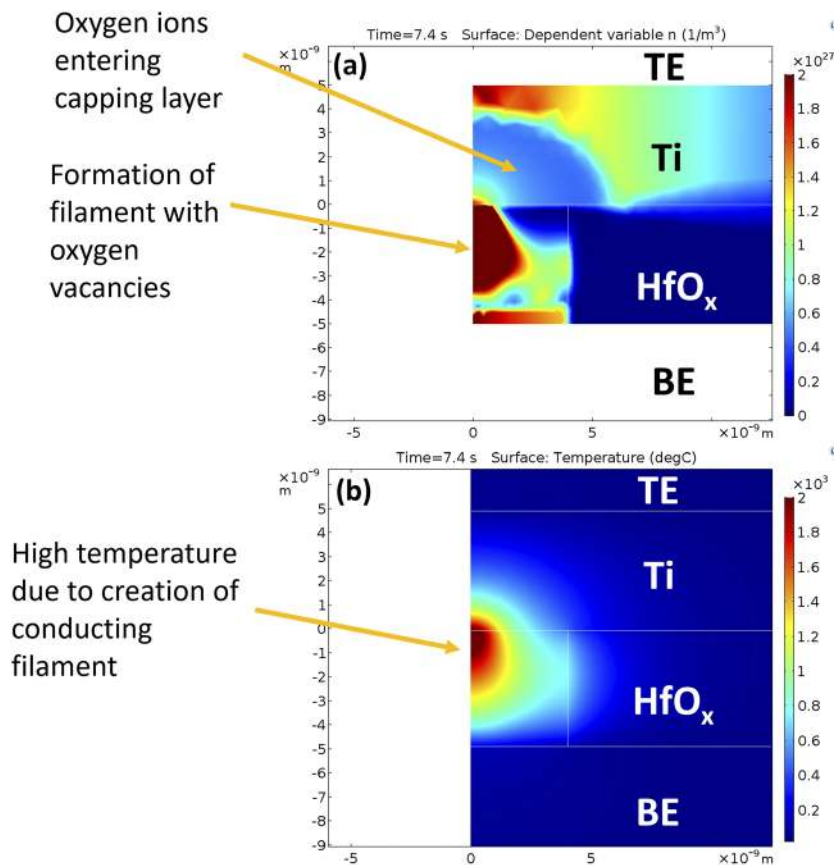 Oxygen ions
entering
capping layer
Formation of
filament with
oxygen
vacancies
Time=7.4 s Surface: Dependent variable n (1/m³)
×10⁻⁹
m
(a)
TE
Ti
HfOₓ
BE
6
5
4
3
2
1
0
-1
-2
-3
-4
-5
-6
-7
-8
-9
-5
0
5
×10⁻⁹ m
×10²⁷
2
1.8
1.6
1.4
1.2
1
0.8
0.6
0.4
0.2
0
High temperature
due to creation of
conducting
filament
Time=7.4 s Surface: Temperature (degC)
×10⁻⁹
m
(b)
TE
Ti
HfOₓ
BE
6
5
4
3
2
1
0
-1
-2
-3
-4
-5
-6
-7
-8
-9
-5
0
5
×10⁻⁹ m
×10³
2
1.8
1.6
1.4
1.2
1
0.8
0.6
0.4
0.2